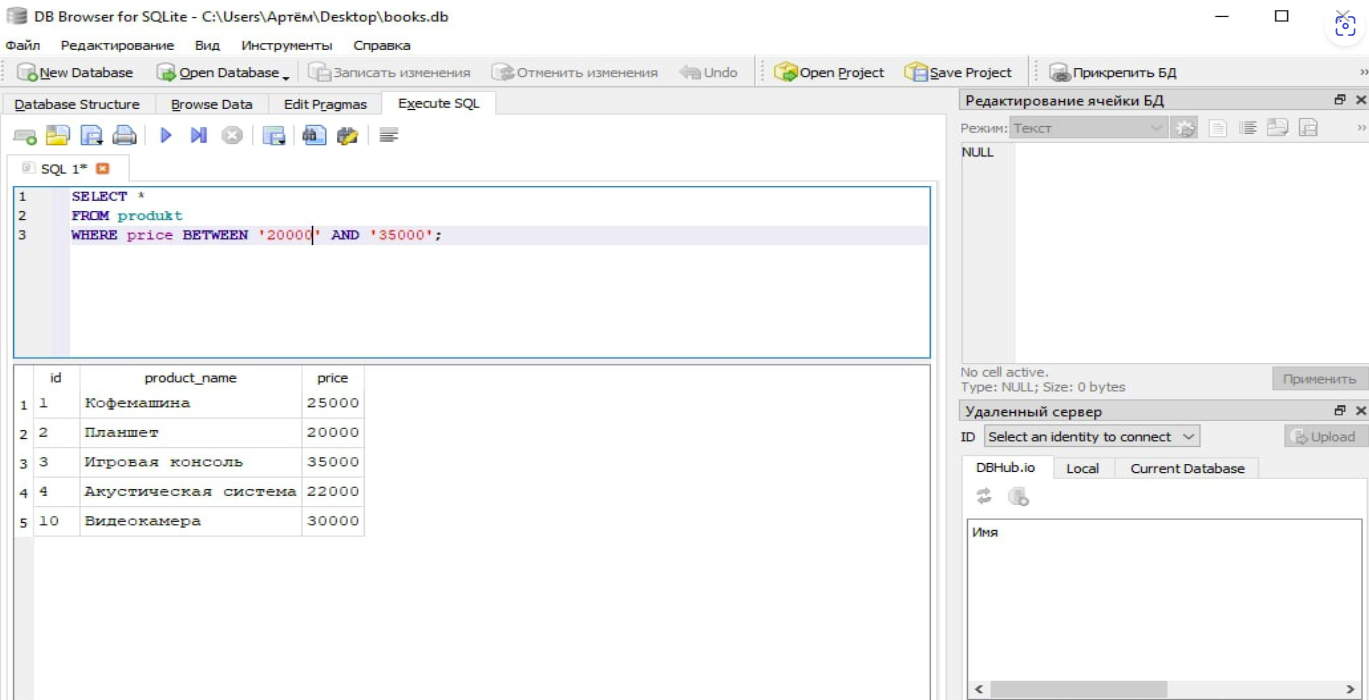 DB Browser for SQLite - C:\Users\Артём\Desktop\books.db
Файл Редактирование Вид Инструменты Справка
New Database Open Database Записать изменения Отменить изменения Undo Open Project Save Project Прикрепить БД »
Database Structure Browse Data Edit Pragmas Execute SQL
SQL 1*
1 SELECT *
2 FROM produkt
3 WHERE price BETWEEN '20000' AND '35000';
id product_name price
1 1 Кофемашина 25000
2 2 Планшет 20000
3 3 Игровая консоль 35000
4 4 Акустическая система 22000
5 10 Видеокамера 30000
Редактирование ячейки БД
Режим: Текст »
NULL
No cell active.
Type: NULL; Size: 0 bytes
Применить
Удаленный сервер
ID Select an identity to connect Upload
DBHub.io Local Current Database
Имя